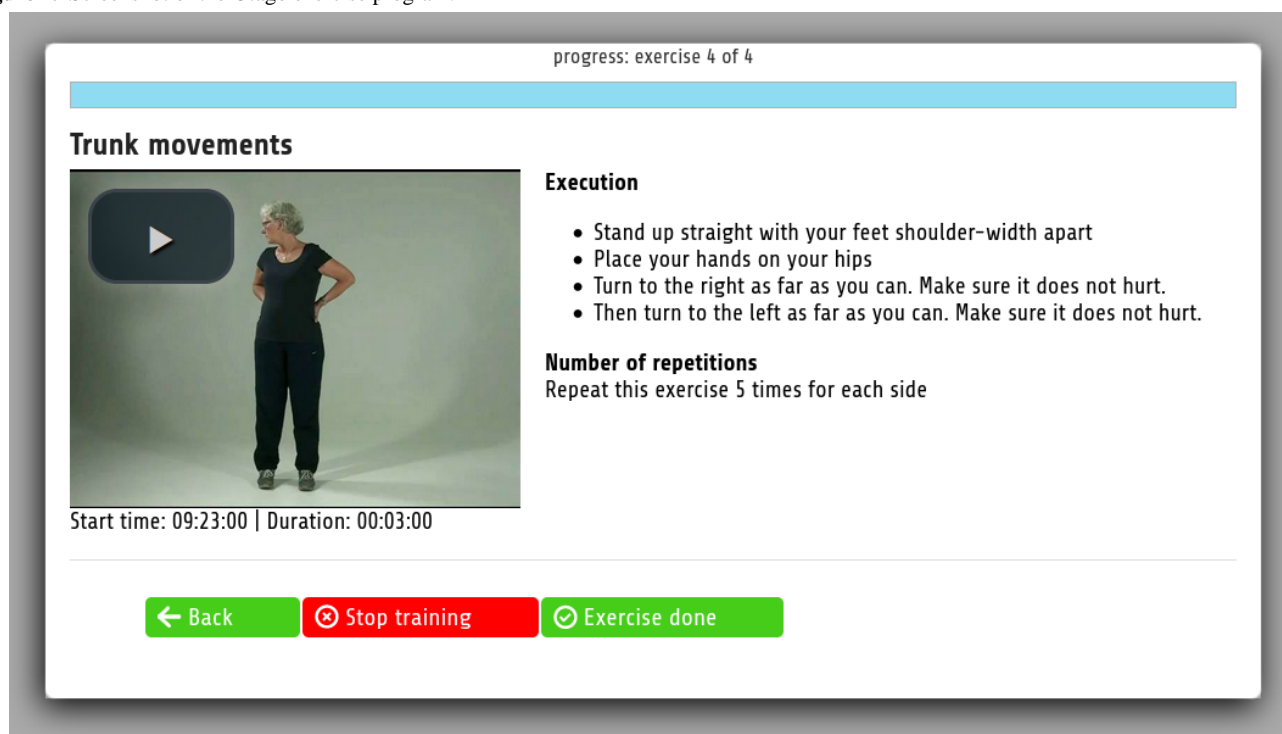 progress: exercise 4 of 4
Trunk movements
Execution
• Stand up straight with your feet shoulder-width apart
• Place your hands on your hips
• Turn to the right as far as you can. Make sure it does not hurt.
• Then turn to the left as far as you can. Make sure it does not hurt.
Number of repetitions
Repeat this exercise 5 times for each side
Start time: 09:23:00 | Duration: 00:03:00
Back
Stop training
Exercise done